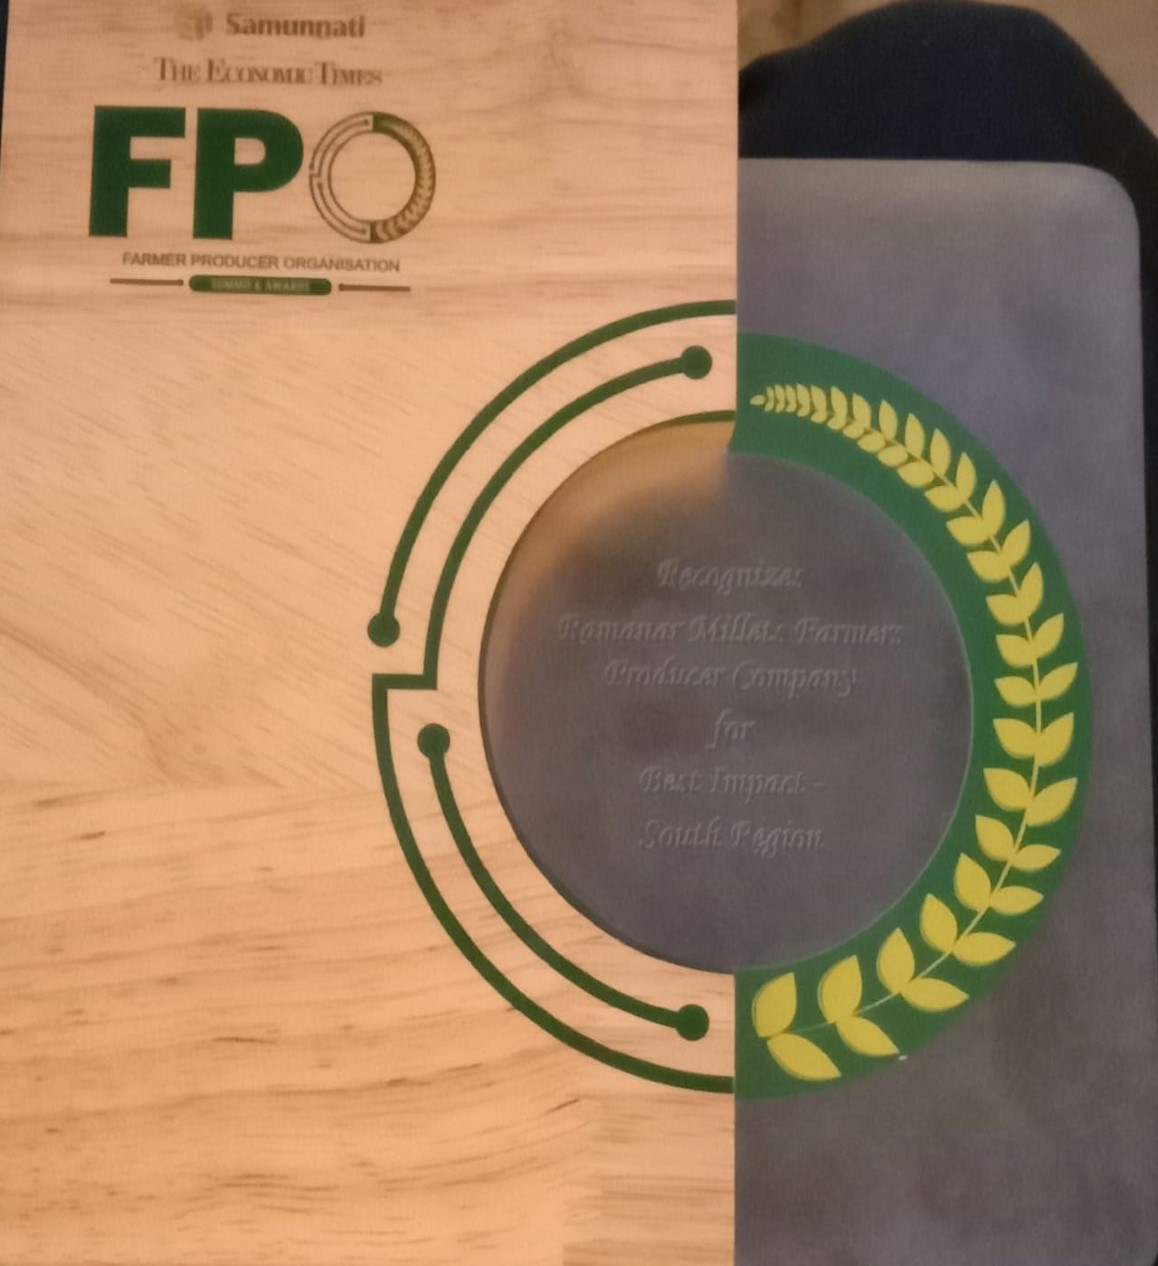 Samunnati
THE ECONOMIC TIMES
FPO
FARMER PRODUCER ORGANISATION
SUMMIT & AWARDS
Recognizes
Ramanar Millets Farmers
Producer Company
for
Best Impact -
South Region